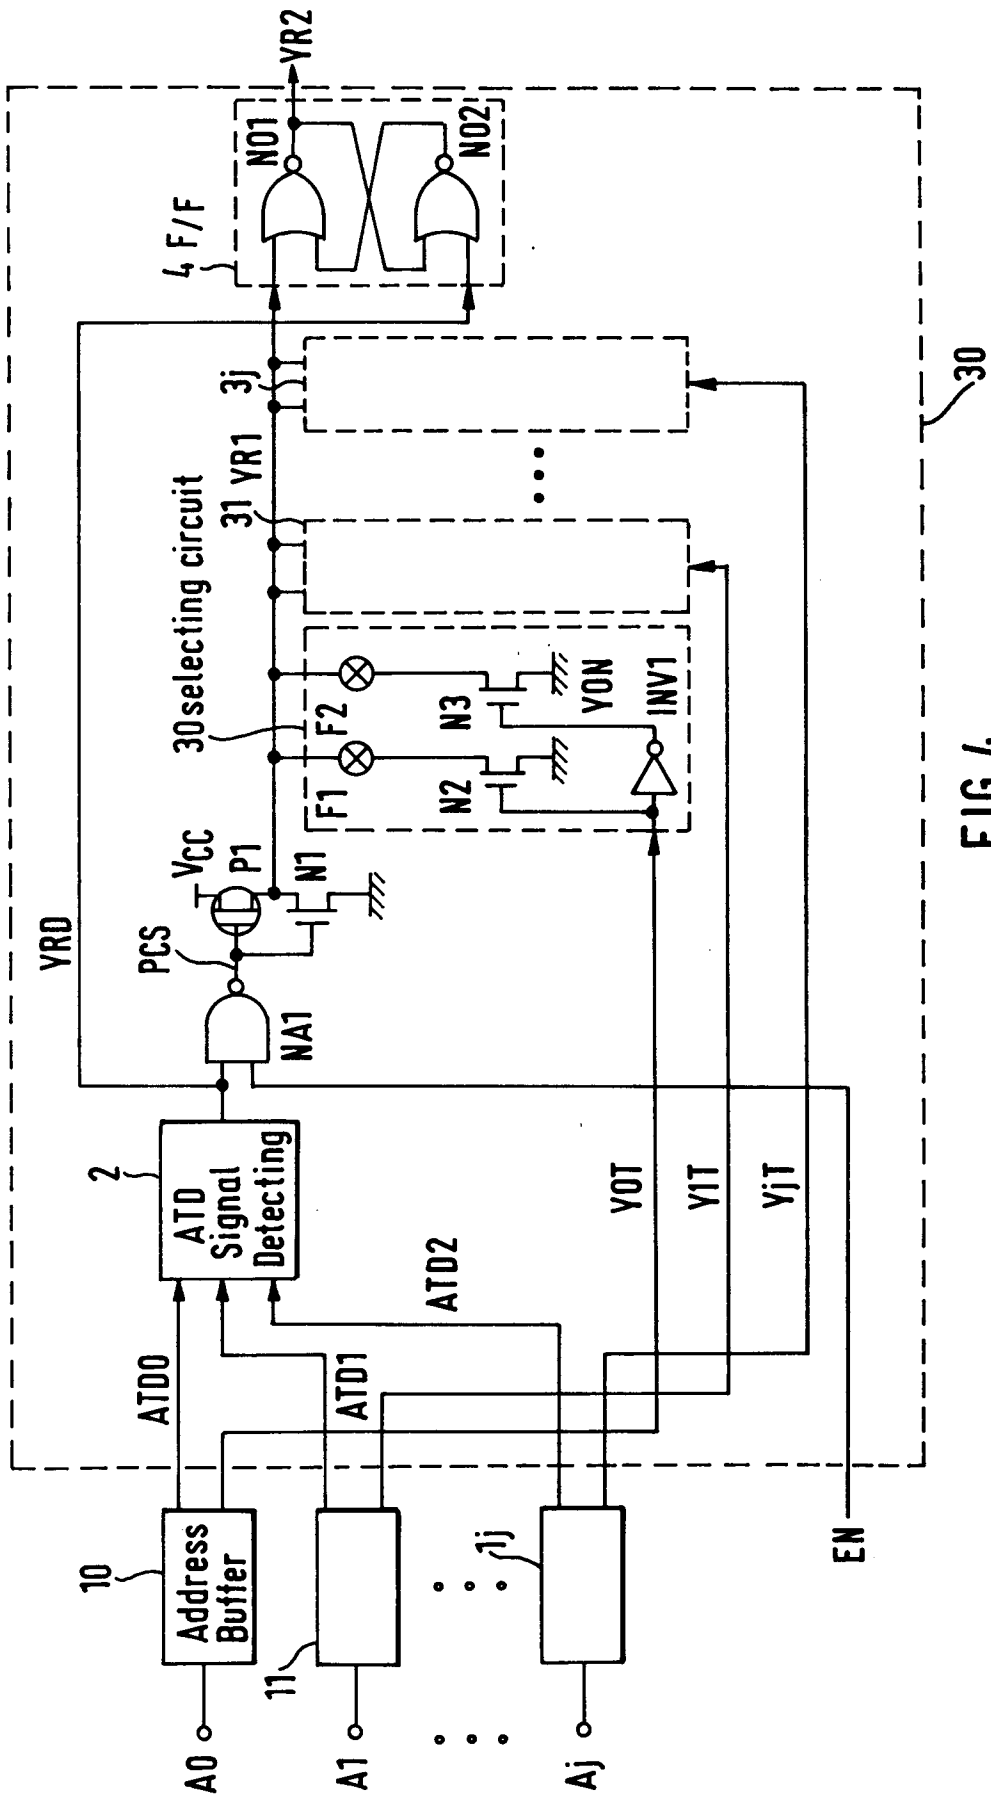 YRD
YR2
4 F/F
NO1
NO2
30 selecting circuit
31
YR1
3j
VCC
P1
PCS
N1
NA1
F1
F2
N2
N3
YON
INV1
2
ATD
Signal
Detecting
ATD0
ATD1
ATD2
Y0T
Y1T
YjT
10
Address
Buffer
11
1j
A0
A1
Aj
EN
30
FIG 4